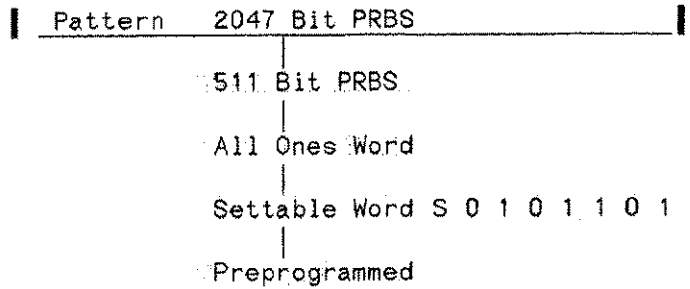 Pattern 2047 Bit PRBS
511 Bit PRBS
All Ones Word
Settable Word S 0 1 0 1 1 0 1
Preprogrammed